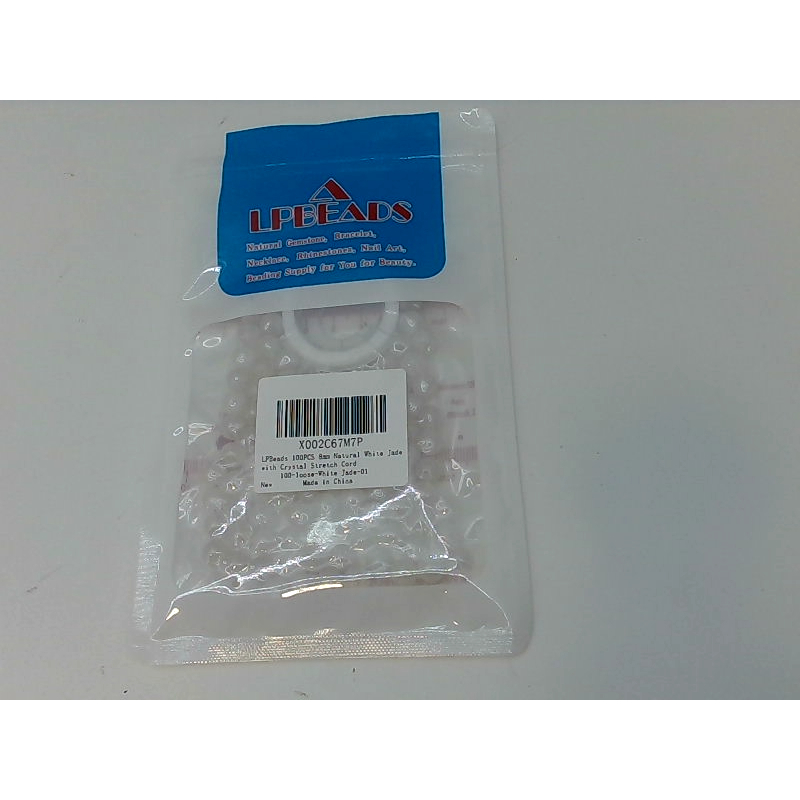 LPBEADS
Natural Gemstone, Bracelet,
Necklace, Rhinestones, Nail Art,
Beading Supply for You for Beauty.
X002C67M7P
LPBeads 100PCS 8mm Natural White Jade
with Crystal Stretch Cord
100-loose-White Jade-01
New Made in China